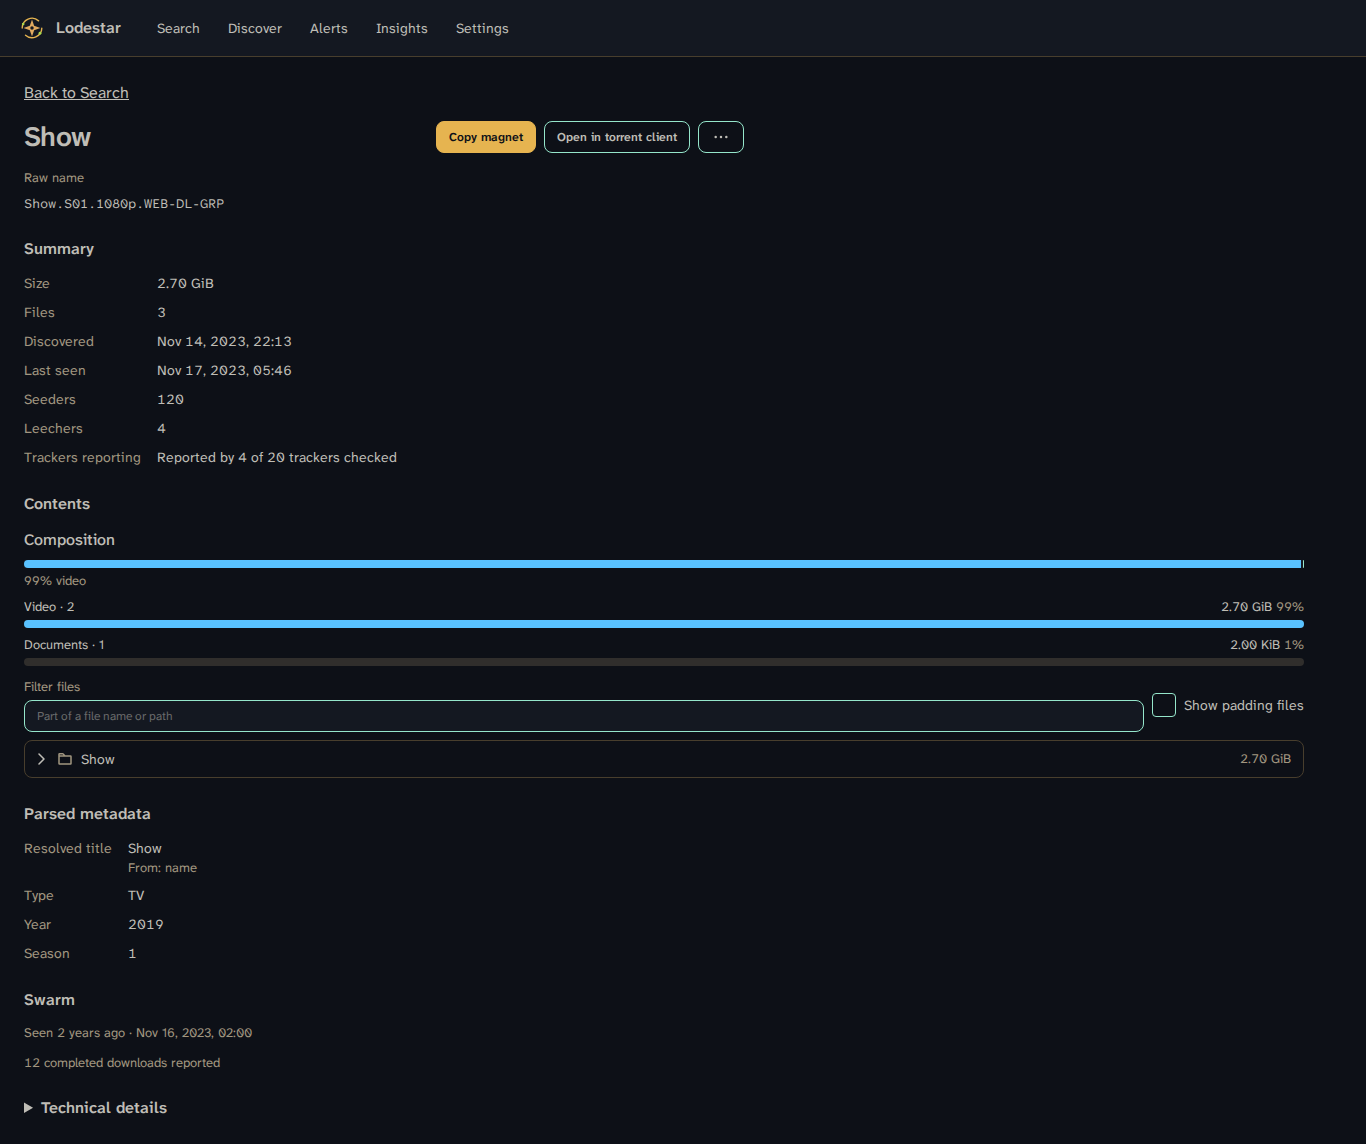 Lodestar Search Discover Alerts Insights Settings
Back to Search
Show Copy magnet Open in torrent client ...
Raw name
Show.S01.1080p.WEB-DL-GRP
Summary
Size 2.70 GiB
Files 3
Discovered Nov 14, 2023, 22:13
Last seen Nov 17, 2023, 05:46
Seeders 120
Leechers 4
Trackers reporting Reported by 4 of 20 trackers checked
Contents
Composition
99% video
Video · 2 2.70 GiB 99%
Documents · 1 2.00 KiB 1%
Filter files
Part of a file name or path Show padding files
Show 2.70 GiB
Parsed metadata
Resolved title Show
From: name
Type TV
Year 2019
Season 1
Swarm
Seen 2 years ago · Nov 16, 2023, 02:00
12 completed downloads reported
Technical details